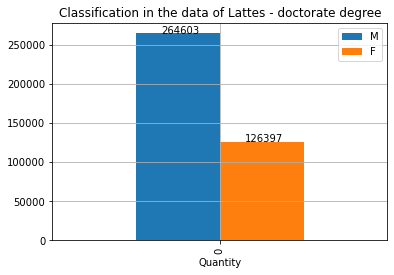 Classification in the data of Lattes - doctorate degree
264603
126397
M
F
250000
200000
150000
100000
50000
0
0
Quantity